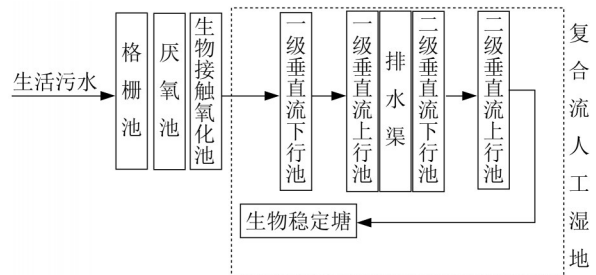 生活污水
格栅池
厌氧池
生物接触氧化池
一级垂直流下行池
一级垂直流上行池
排水渠
二级垂直流下行池
二级垂直流上行池
生物稳定塘
复合流人工湿地